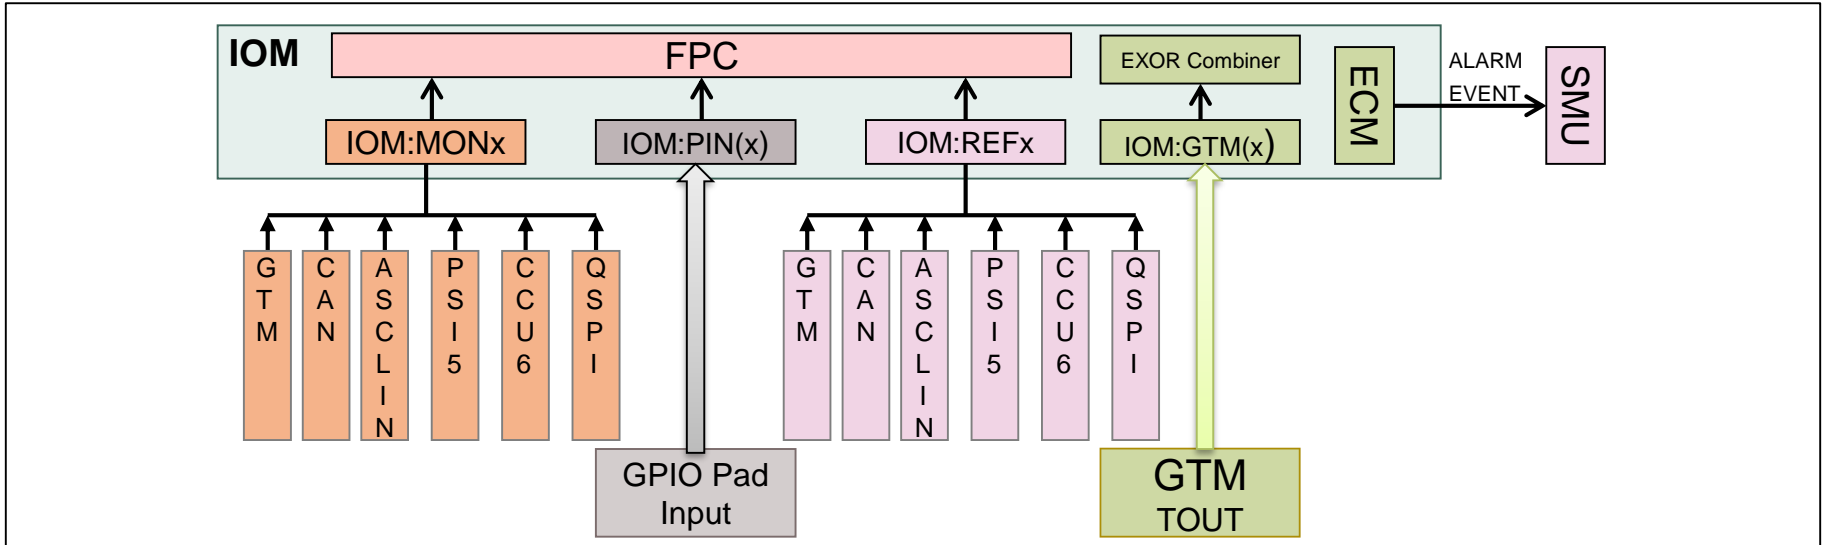 IOM
FPC
EXOR Combiner
ECM
ALARM
EVENT
SMU
IOM:MONx
IOM:PIN(x)
IOM:REFx
IOM:GTM(x)
GTM
CAN
ASCLIN
PSI5
CCU6
QSPI
GTM
CAN
ASCLIN
PSI5
CCU6
QSPI
GPIO Pad
Input
GTM
TOUT